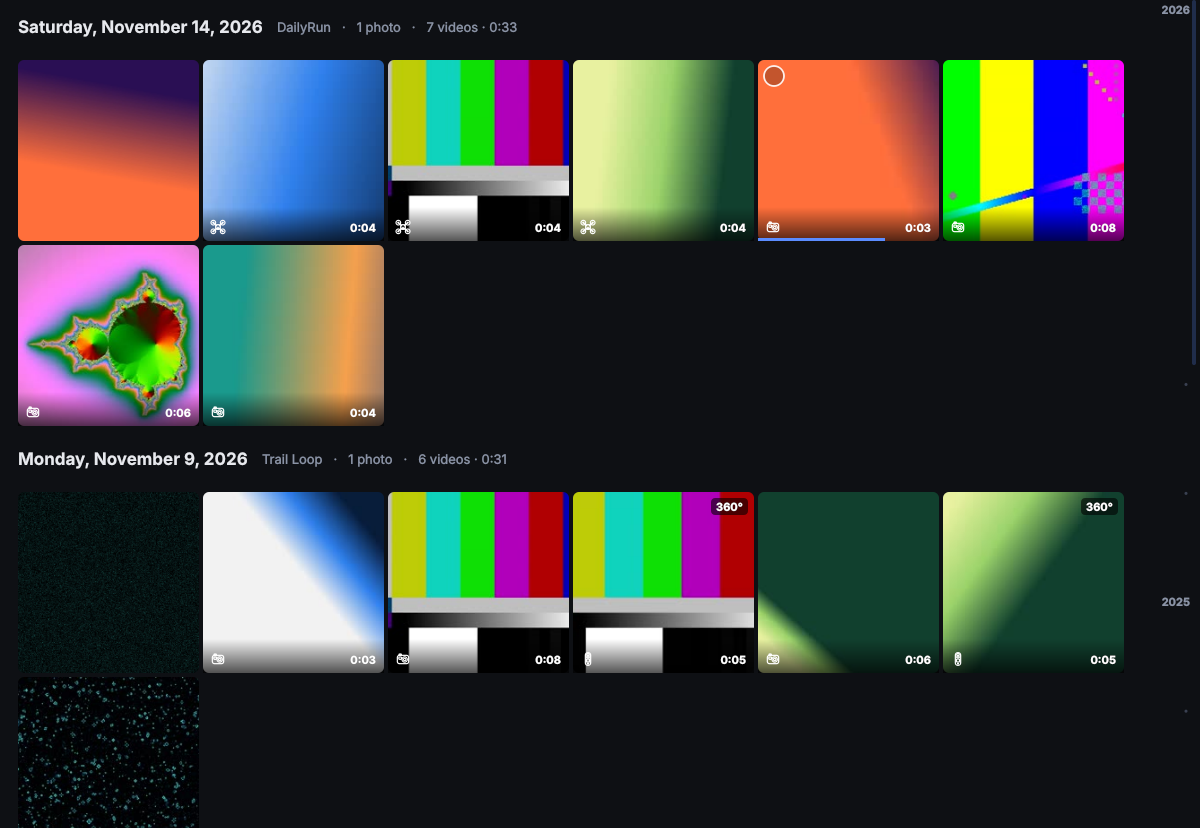 2026
Saturday, November 14, 2026 DailyRun · 1 photo · 7 videos · 0:33
0:04 0:04 0:04 0:03 0:08
0:06 0:04
Monday, November 9, 2026 Trail Loop · 1 photo · 6 videos · 0:31
360° 360°
2025
0:03 0:08 0:05 0:06 0:05